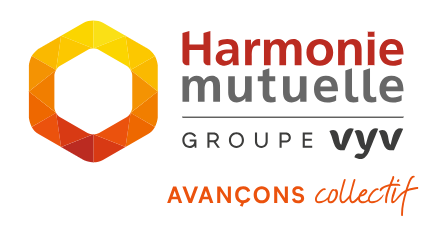 Harmonie
mutuelle
GROUPE vyv
AVANÇONS collectif